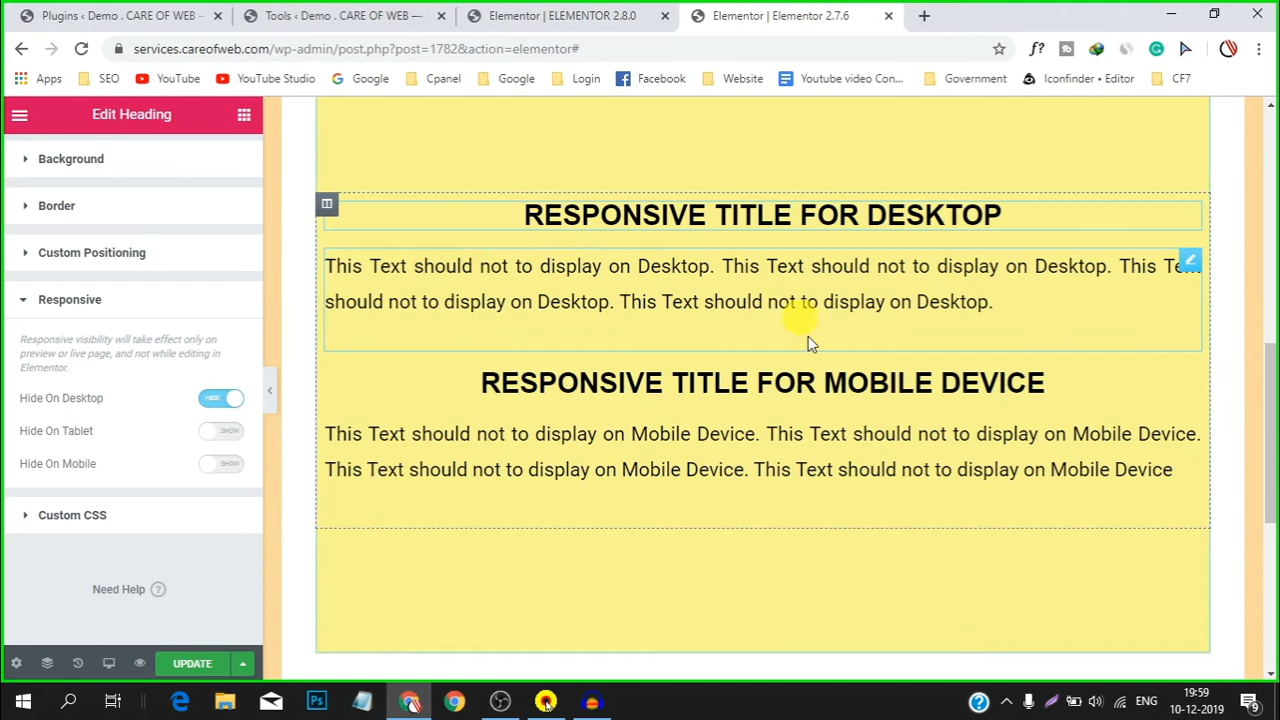 Plugins ‹ Demo . CARE OF WEB —
Tools ‹ Demo . CARE OF WEB —
Elementor | ELEMENTOR 2.8.0
Elementor | Elementor 2.7.6
services.careofweb.com/wp-admin/post.php?post=1782&action=elementor#
f?
Apps
SEO
YouTube
YouTube Studio
Google
Cpanel
Google
Login
Facebook
Website
Youtube video Con...
Government
Iconfinder • Editor
CF7
Edit Heading
Background
Border
Custom Positioning
Responsive
Responsive visibility will take effect only on
preview or live page, and not while editing in
Elementor.
Hide On Desktop
HIDE
Hide On Tablet
SHOW
Hide On Mobile
SHOW
Custom CSS
Need Help ?
UPDATE
RESPONSIVE TITLE FOR DESKTOP
This Text should not to display on Desktop. This Text should not to display on Desktop. This Text
should not to display on Desktop. This Text should not to display on Desktop.
RESPONSIVE TITLE FOR MOBILE DEVICE
This Text should not to display on Mobile Device. This Text should not to display on Mobile Device.
This Text should not to display on Mobile Device. This Text should not to display on Mobile Device
Ps
ENG
19:59
10-12-2019
9